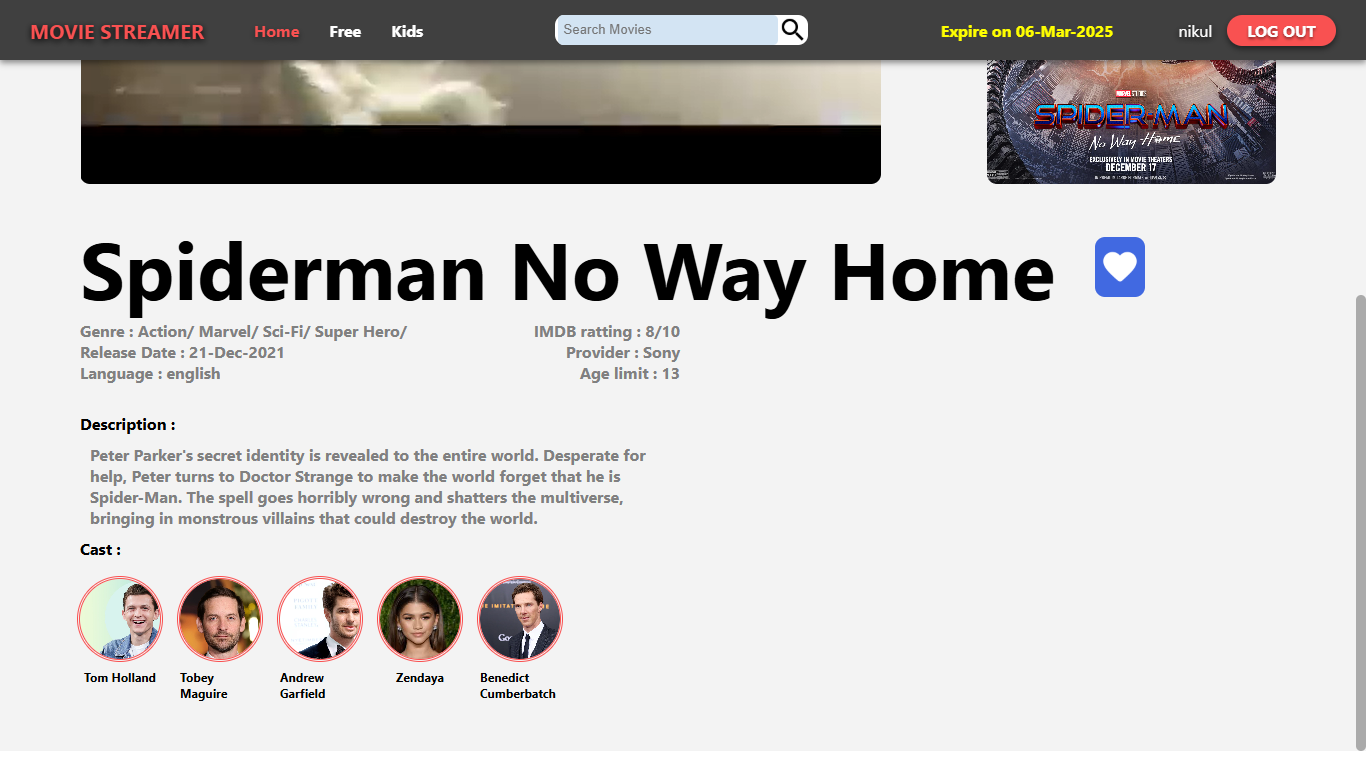 MOVIE STREAMER
Home
Free
Kids
Search Movies
Expire on 06-Mar-2025
nikul
LOG OUT
MARVEL STUDIOS
SPIDER-MAN
No Way Home
EXCLUSIVELY IN MOVIE THEATERS
DECEMBER 17
Spiderman No Way Home
Genre : Action/ Marvel/ Sci-Fi/ Super Hero/
IMDB ratting : 8/10
Release Date : 21-Dec-2021
Provider : Sony
Language : english
Age limit : 13
Description :
Peter Parker's secret identity is revealed to the entire world. Desperate for
help, Peter turns to Doctor Strange to make the world forget that he is
Spider-Man. The spell goes horribly wrong and shatters the multiverse,
bringing in monstrous villains that could destroy the world.
Cast :
Tom Holland
Tobey
Maguire
Andrew
Garfield
Zendaya
Benedict
Cumberbatch